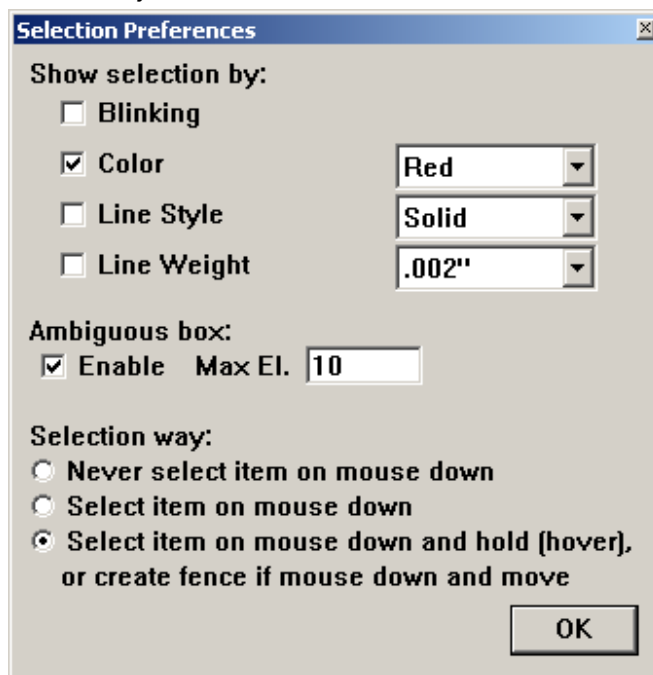 Selection Preferences
Show selection by:
Blinking
Color Red
Line Style Solid
Line Weight .002"
Ambiguous box:
Enable Max El. 10
Selection way:
Never select item on mouse down
Select item on mouse down
Select item on mouse down and hold (hover),
or create fence if mouse down and move
OK